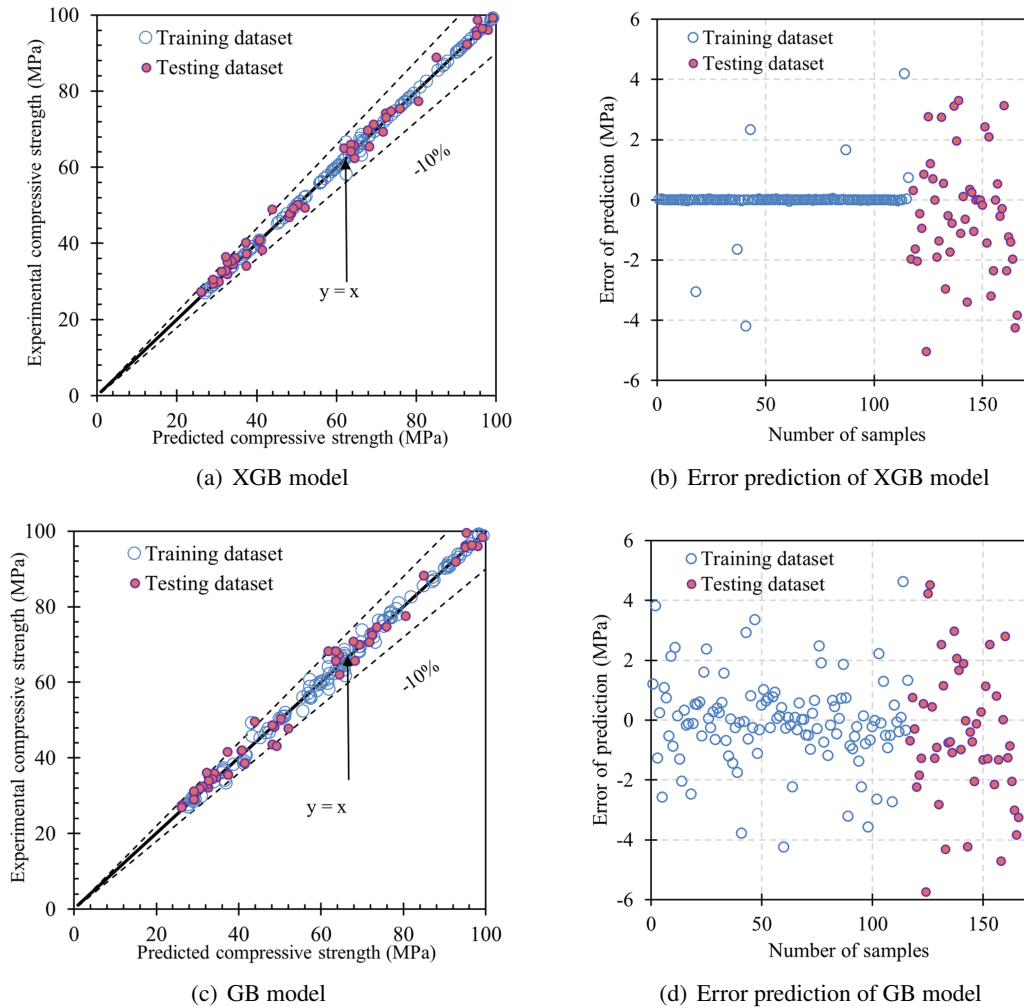 Experimental compressive strength (MPa)
100
80
60
40
20
0
Training dataset
Testing dataset
-10%
y = x
20 40 60 80 100
Predicted compressive strength (MPa)
(a) XGB model
Error of prediction (MPa)
6
4
2
0
-2
-4
-6
Training dataset
Testing dataset
0 50 100 150
Number of samples
(b) Error prediction of XGB model
Experimental compressive strength (MPa)
100
80
60
40
20
0
Training dataset
Testing dataset
-10%
y = x
0 20 40 60 80 100
Predicted compressive strength (MPa)
(c) GB model
Error of prediction (MPa)
6
4
2
0
-2
-4
-6
Training dataset
Testing dataset
0 50 100 150
Number of samples
(d) Error prediction of GB model